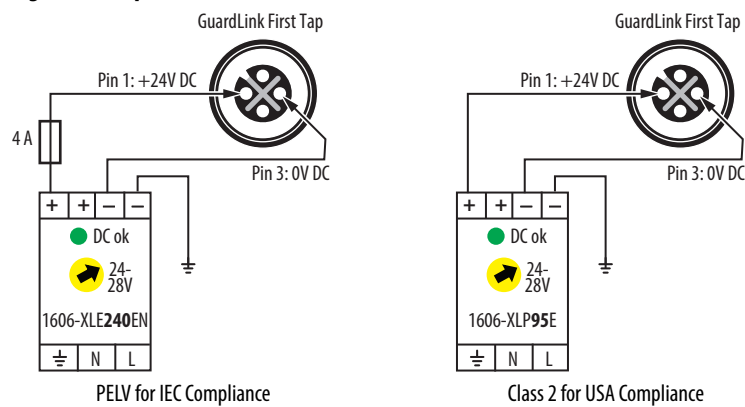 GuardLink First Tap
Pin 1: +24V DC
4 A
Pin 3: 0V DC
+ + – –
DC ok
24-
28V
1606-XLE240EN
N L
PELV for IEC Compliance
GuardLink First Tap
Pin 1: +24V DC
Pin 3: 0V DC
+ + – –
DC ok
24-
28V
1606-XLP95E
N L
Class 2 for USA Compliance